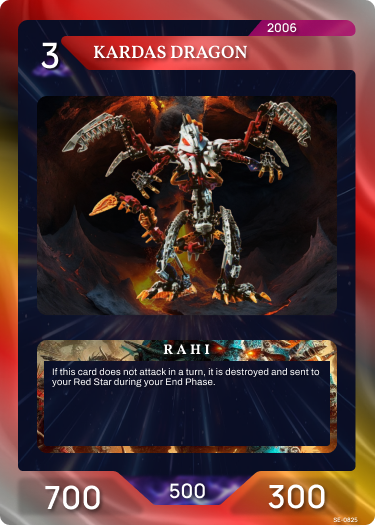 2006
3
KARDAS DRAGON
RAHI
If this card does not attack in a turn, it is destroyed and sent to
your Red Star during your End Phase.
700
500
300
SE-0825